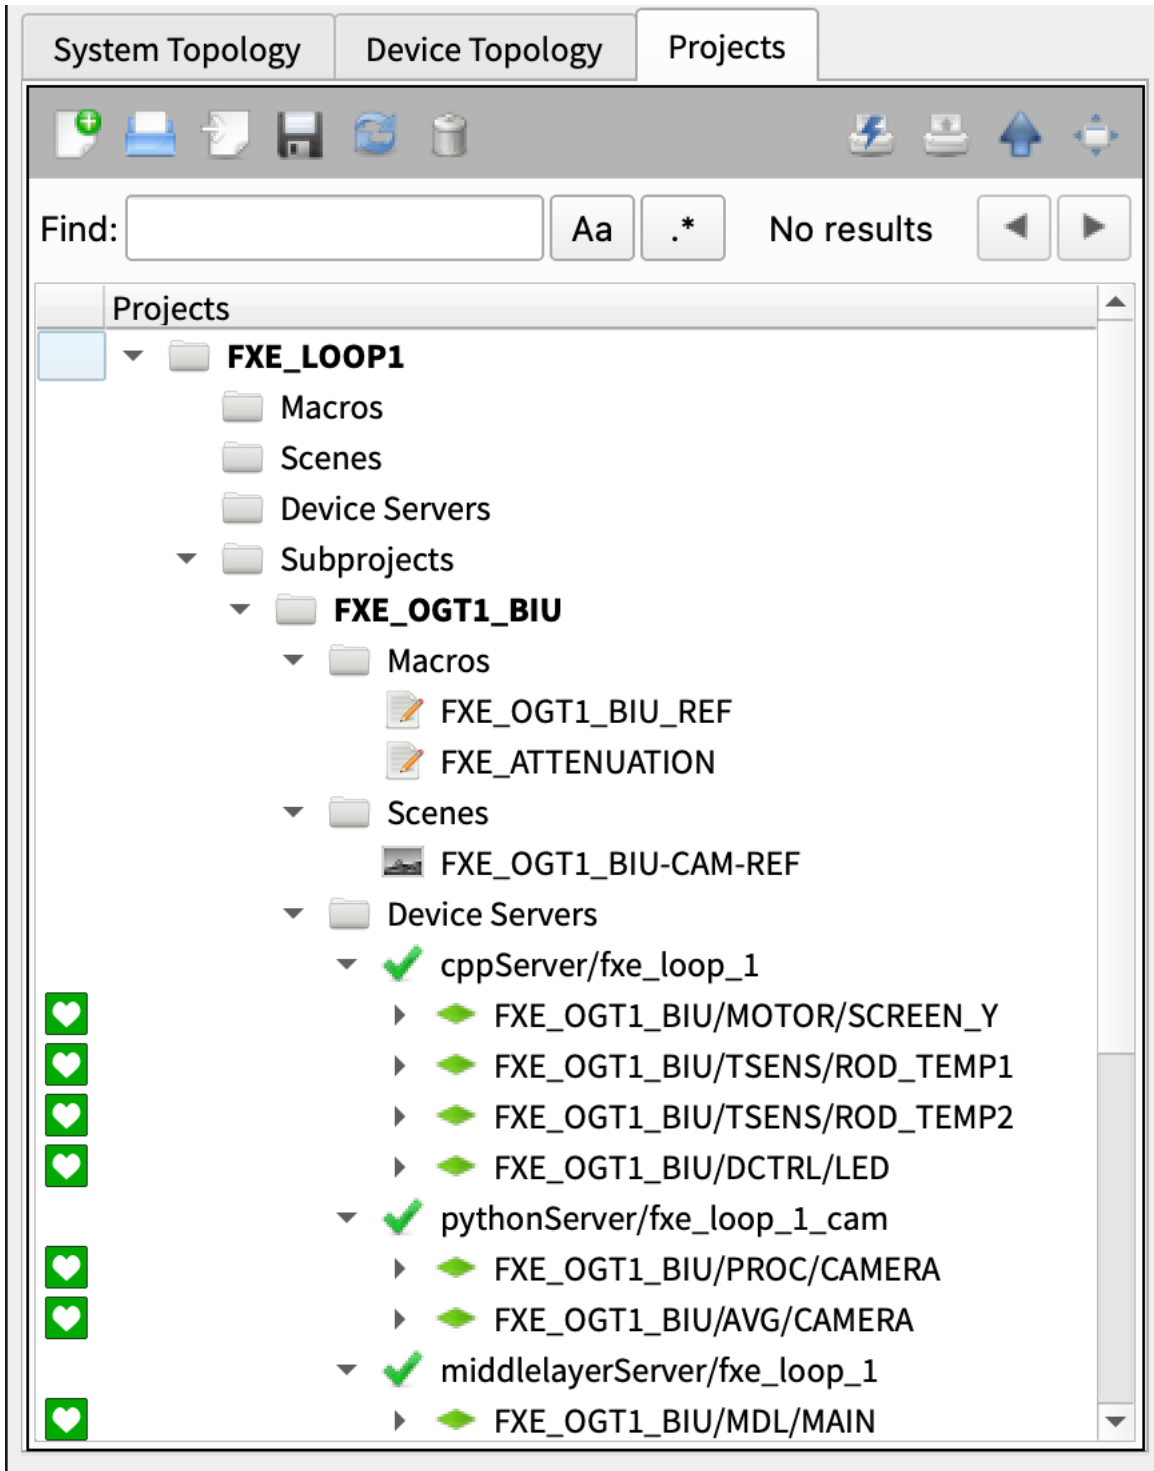 System Topology Device Topology Projects
Find: Aa .* No results
Projects
FXE_LOOP1
Macros
Scenes
Device Servers
Subprojects
FXE_OGT1_BIU
Macros
FXE_OGT1_BIU_REF
FXE_ATTENUATION
Scenes
FXE_OGT1_BIU-CAM-REF
Device Servers
cppServer/fxe_loop_1
FXE_OGT1_BIU/MOTOR/SCREEN_Y
FXE_OGT1_BIU/TSENS/ROD_TEMP1
FXE_OGT1_BIU/TSENS/ROD_TEMP2
FXE_OGT1_BIU/DCTRL/LED
pythonServer/fxe_loop_1_cam
FXE_OGT1_BIU/PROC/CAMERA
FXE_OGT1_BIU/AVG/CAMERA
middlelayerServer/fxe_loop_1
FXE_OGT1_BIU/MDL/MAIN